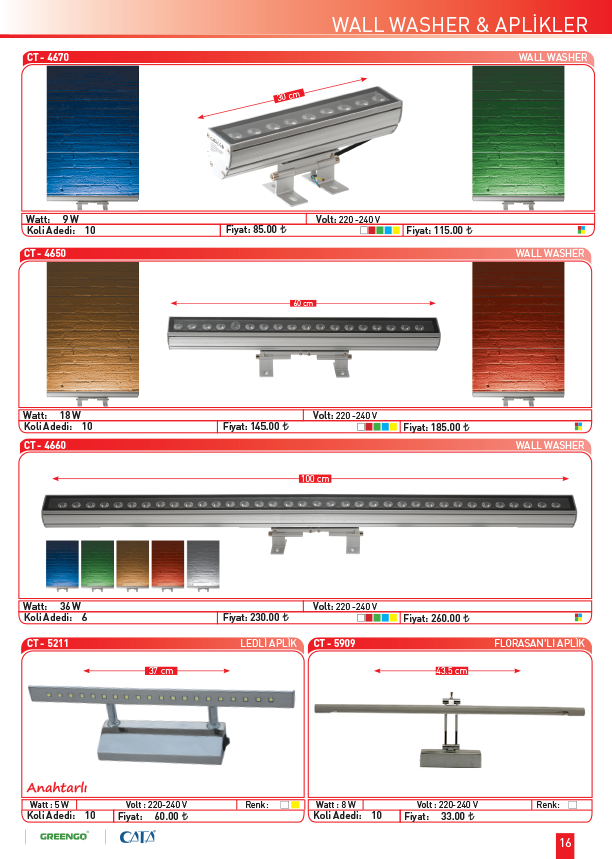 WALL WASHER & APLİKLER
CT - 4670 WALL WASHER
30 cm
Watt: 9 W Volt: 220 -240 V
Koli Adedi: 10 Fiyat: 85.00 ₺ Fiyat: 115.00 ₺
CT - 4650 WALL WASHER
60 cm
Watt: 18 W Volt: 220 -240 V
Koli Adedi: 10 Fiyat: 145.00 ₺ Fiyat: 185.00 ₺
CT - 4660 WALL WASHER
100 cm
Watt: 36 W Volt: 220 -240 V
Koli Adedi: 6 Fiyat: 230.00 ₺ Fiyat: 260.00 ₺
CT - 5211 LEDLİ APLİK
37 cm
Anahtarlı
Watt : 5 W Volt : 220-240 V Renk:
Koli Adedi: 10 Fiyat: 60.00 ₺
CT - 5909 FLORASAN'LI APLİK
43.5 cm
Watt : 8 W Volt : 220-240 V Renk:
Koli Adedi: 10 Fiyat: 33.00 ₺
GREENGO CATA
16